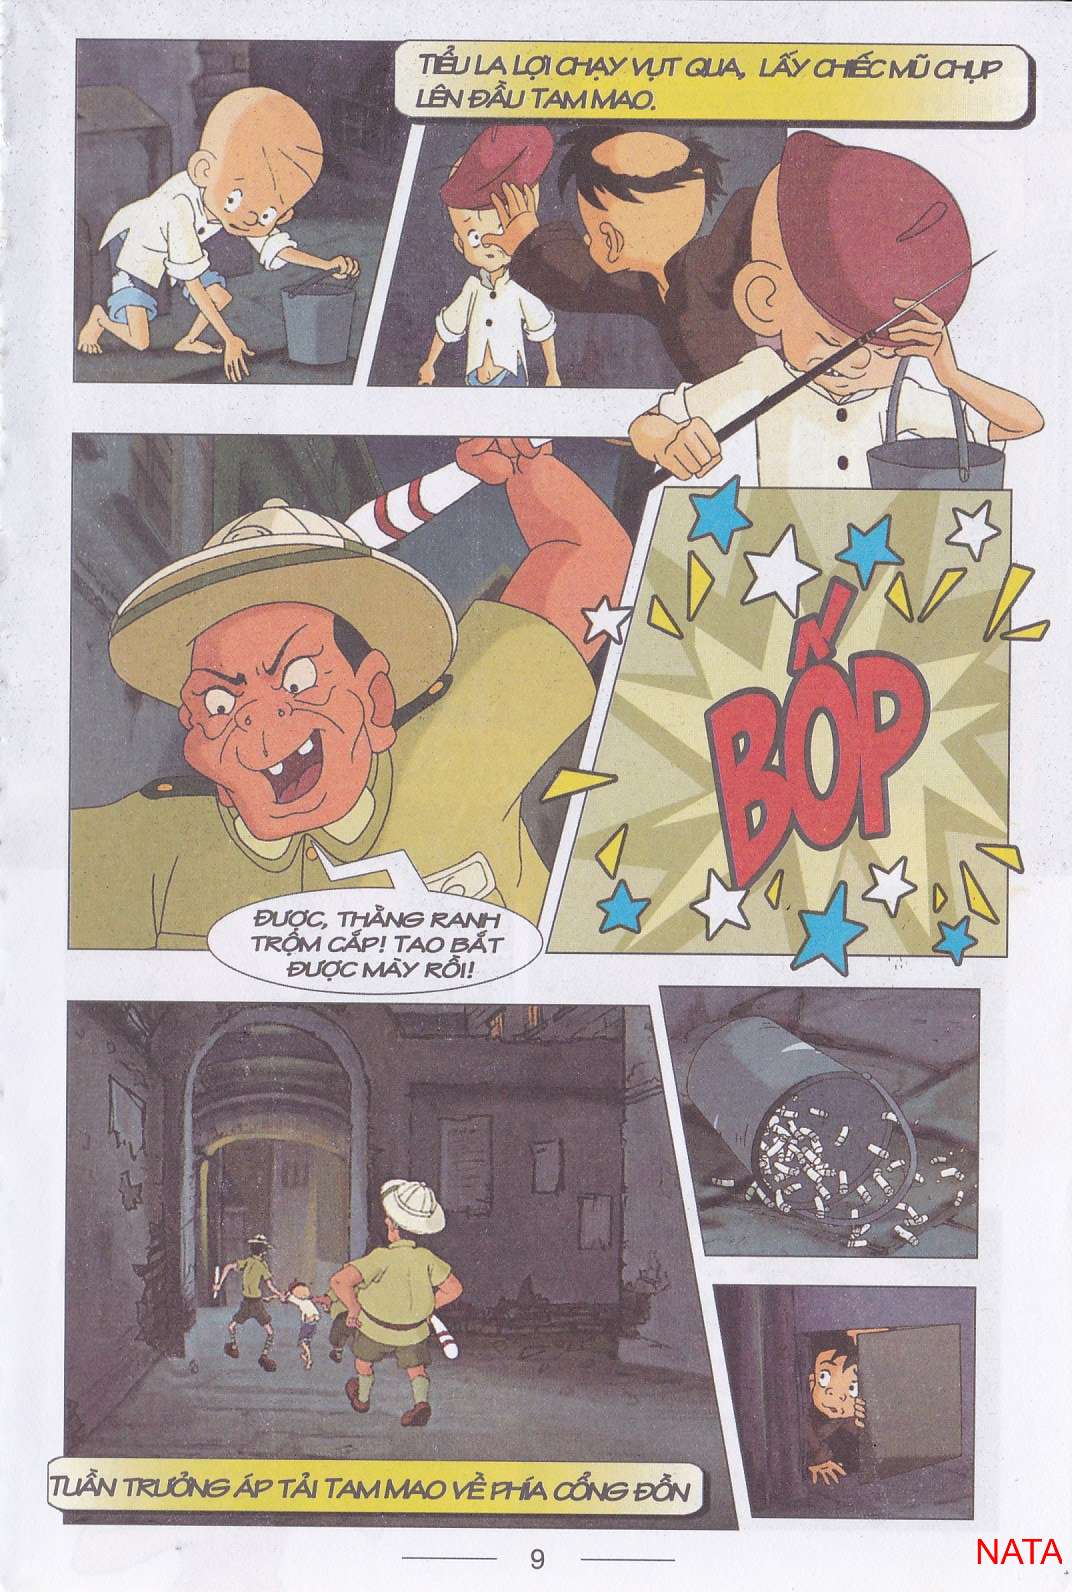 TIỂU LA LỢI CHẠY VỤT QUA, LẤY CHIẾC MŨ CHỤP
LÊN ĐẦU TAM MAO.
BỐP
ĐƯỢC, THẰNG RANH
TRỘM CẮP! TAO BẮT
ĐƯỢC MÀY RỒI!
TUẦN TRƯỞNG ÁP TẢI TAM MAO VỀ PHÍA CỔNG ĐỒN
9
NATA